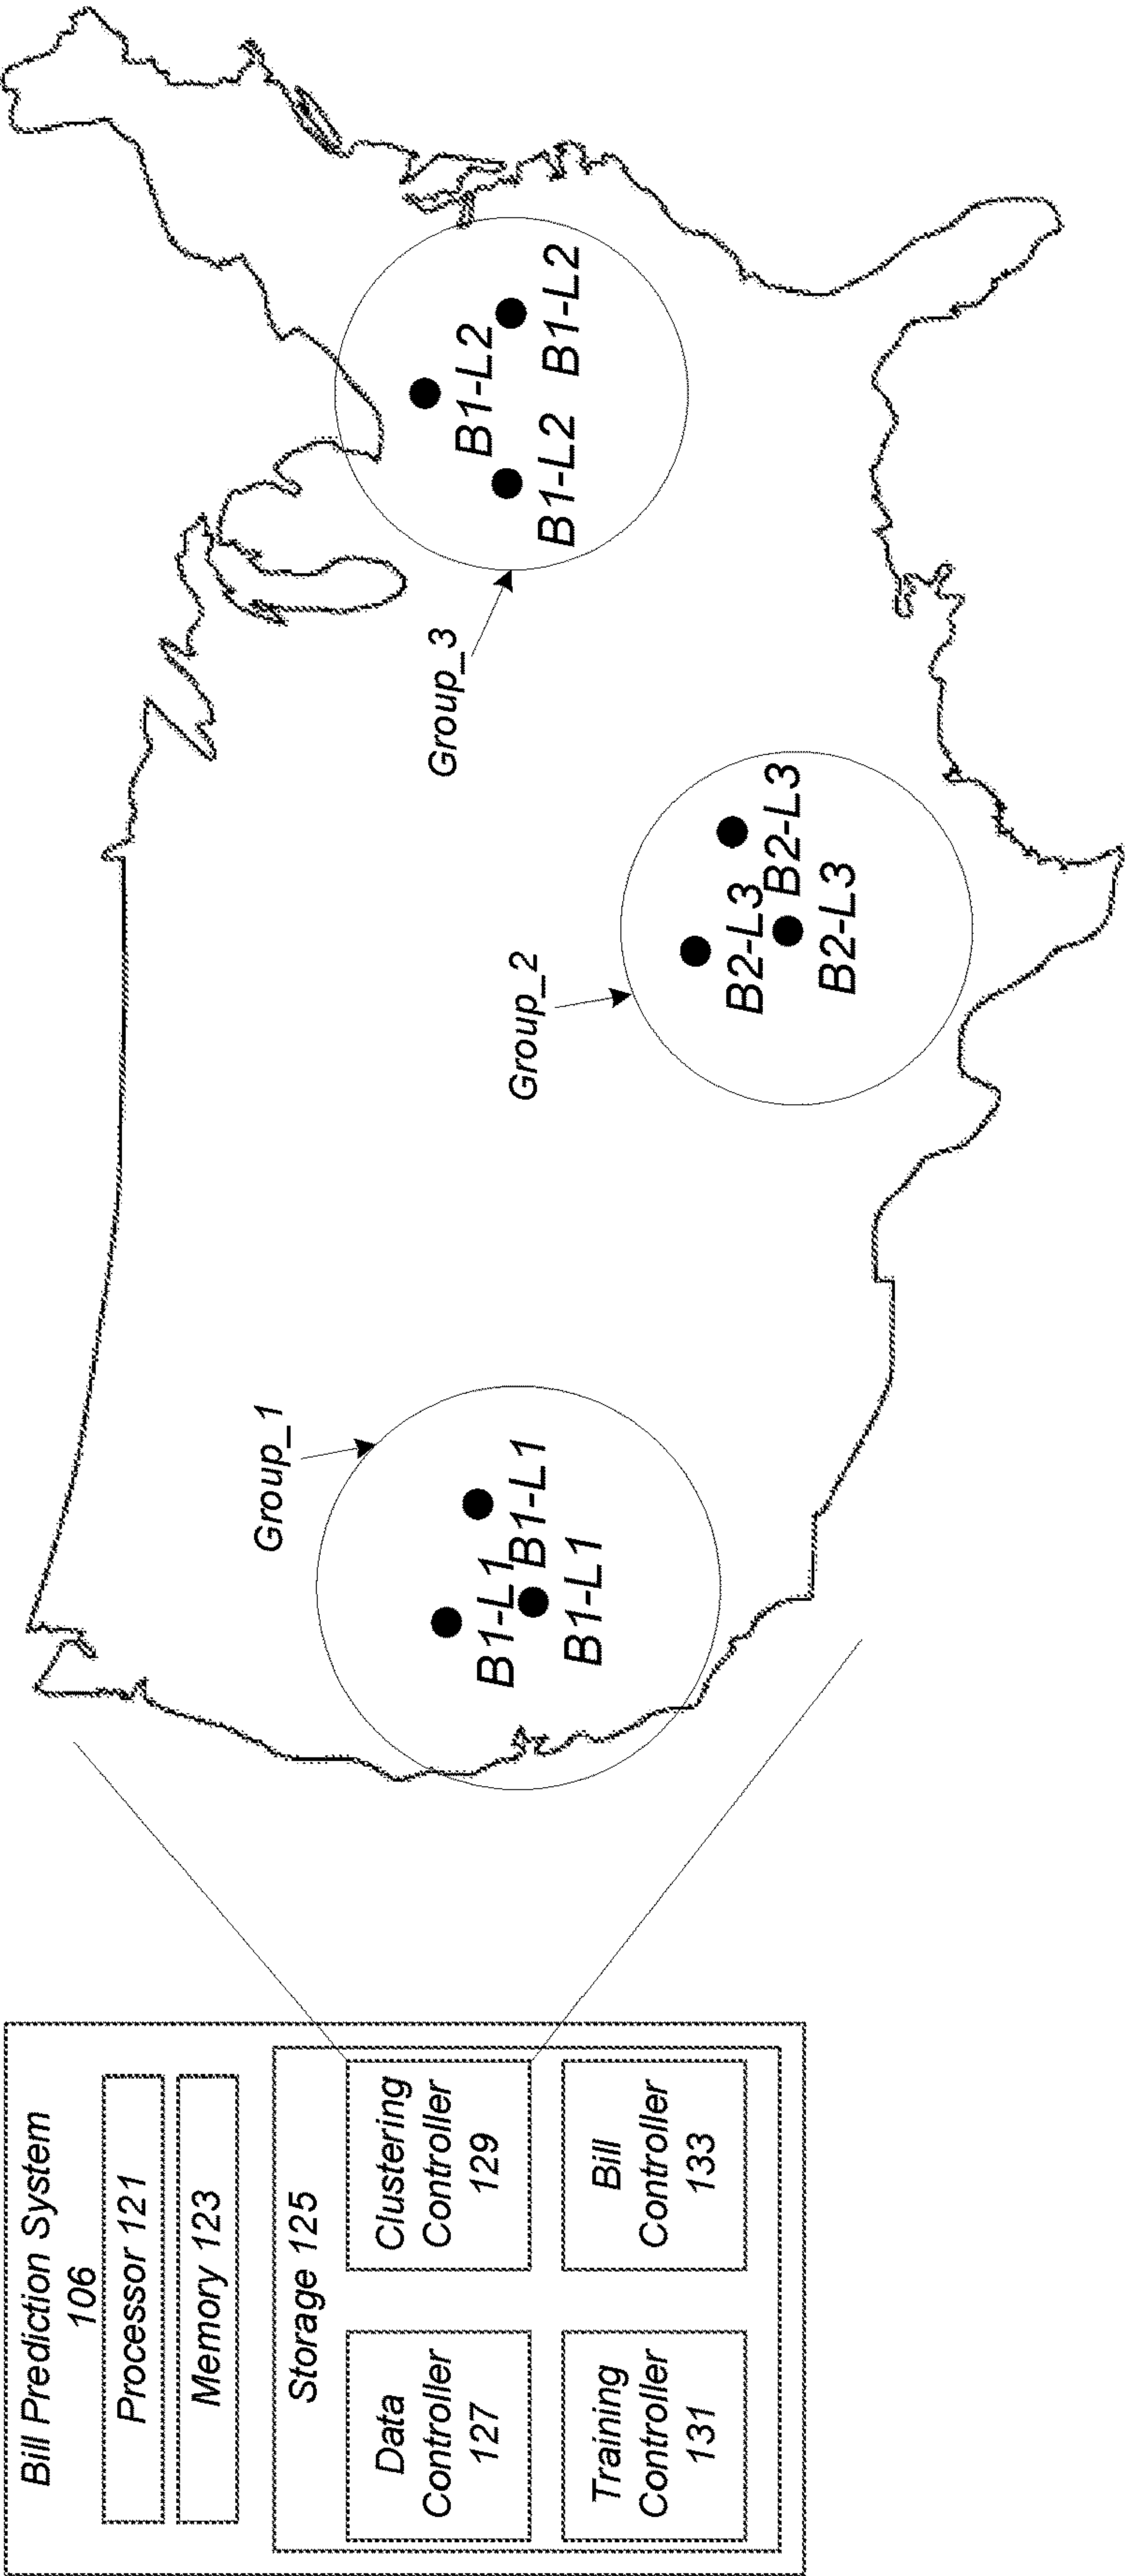 Bill Prediction System
106
Processor 121
Memory 123
Storage 125
Data
Controller
127
Clustering
Controller
129
Training
Controller
131
Bill
Controller
133
Group_1
B1-L1
B1-L1
B1-L1
Group_2
B2-L3
B2-L3
B2-L3
Group_3
B1-L2
B1-L2
B1-L2